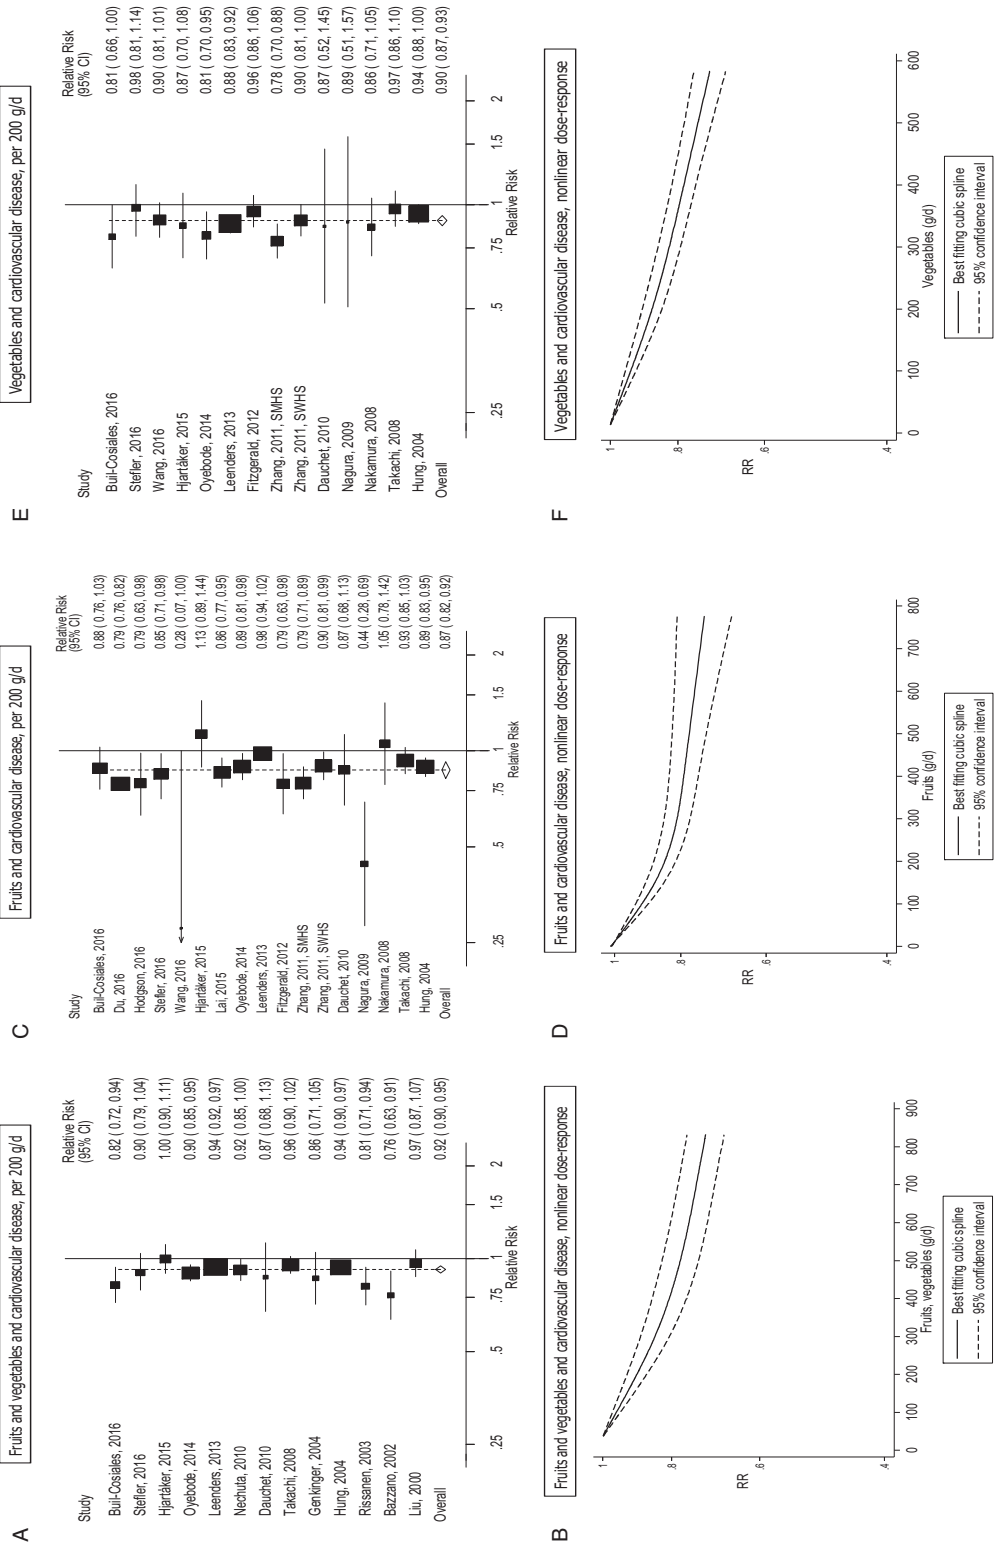 A
Fruits and vegetables and cardiovascular disease, per 200 g/d
Relative Risk
Study
(95% CI)
Buil-Cosiales, 2016 0.82 ( 0.72, 0.94)
Stefler, 2016 0.90 ( 0.79, 1.04)
Hjartåker, 2015 1.00 ( 0.90, 1.11)
Oyebode, 2014 0.90 ( 0.85, 0.95)
Leenders, 2013 0.94 ( 0.92, 0.97)
Nechuta, 2010 0.92 ( 0.85, 1.00)
Dauchet, 2010 0.87 ( 0.68, 1.13)
Takachi, 2008 0.96 ( 0.90, 1.02)
Genkinger, 2004 0.86 ( 0.71, 1.05)
Hung, 2004 0.94 ( 0.90, 0.97)
Rissanen, 2003 0.81 ( 0.71, 0.94)
Bazzano, 2002 0.76 ( 0.63, 0.91)
Liu, 2000 0.97 ( 0.87, 1.07)
Overall 0.92 ( 0.90, 0.95)
.25 .5 .75 1 1.5 2
Relative Risk
B
Fruits and vegetables and cardiovascular disease, nonlinear dose-response
1
.8
.6
.4
RR
0 100 200 300 400 500 600 700 800 900
Fruits, vegetables (g/d)
Best fitting cubic spline
95% confidence interval
C
Fruits and cardiovascular disease, per 200 g/d
Relative Risk
Study
(95% CI)
Buil-Cosiales, 2016 0.88 ( 0.76, 1.03)
Du, 2016 0.79 ( 0.76, 0.82)
Hodgson, 2016 0.79 ( 0.63, 0.98)
Stefler, 2016 0.85 ( 0.71, 0.98)
Wang, 2016 0.28 ( 0.07, 1.00)
Hjartåker, 2015 1.13 ( 0.89, 1.44)
Lai, 2015 0.86 ( 0.77, 0.95)
Oyebode, 2014 0.89 ( 0.81, 0.98)
Leenders, 2013 0.98 ( 0.94, 1.02)
Fitzgerald, 2012 0.79 ( 0.63, 0.98)
Zhang, 2011, SMHS 0.79 ( 0.71, 0.89)
Zhang, 2011, SWHS 0.90 ( 0.81, 0.99)
Dauchet, 2010 0.87 ( 0.68, 1.13)
Nagura, 2009 0.44 ( 0.28, 0.69)
Nakamura, 2008 1.05 ( 0.78, 1.42)
Takachi, 2008 0.93 ( 0.85, 1.03)
Hung, 2004 0.89 ( 0.83, 0.95)
Overall 0.87 ( 0.82, 0.92)
.25 .5 .75 1 1.5 2
Relative Risk
D
Fruits and cardiovascular disease, nonlinear dose-response
1
.8
.6
.4
RR
0 100 200 300 400 500 600 700 800
Fruits (g/d)
Best fitting cubic spline
95% confidence interval
E
Vegetables and cardiovascular disease, per 200 g/d
Relative Risk
Study
(95% CI)
Buil-Cosiales, 2016 0.81 ( 0.66, 1.00)
Stefler, 2016 0.98 ( 0.81, 1.14)
Wang, 2016 0.90 ( 0.81, 1.01)
Hjartåker, 2015 0.87 ( 0.70, 1.08)
Oyebode, 2014 0.81 ( 0.70, 0.95)
Leenders, 2013 0.88 ( 0.83, 0.92)
Fitzgerald, 2012 0.96 ( 0.86, 1.06)
Zhang, 2011, SMHS 0.78 ( 0.70, 0.88)
Zhang, 2011, SWHS 0.90 ( 0.81, 1.00)
Dauchet, 2010 0.87 ( 0.52, 1.45)
Nagura, 2009 0.89 ( 0.51, 1.57)
Nakamura, 2008 0.86 ( 0.71, 1.05)
Takachi, 2008 0.97 ( 0.86, 1.10)
Hung, 2004 0.94 ( 0.88, 1.00)
Overall 0.90 ( 0.87, 0.93)
.25 .5 .75 1 1.5 2
Relative Risk
F
Vegetables and cardiovascular disease, nonlinear dose-response
1
.8
.6
.4
RR
0 100 200 300 400 500 600
Vegetables (g/d)
Best fitting cubic spline
95% confidence interval